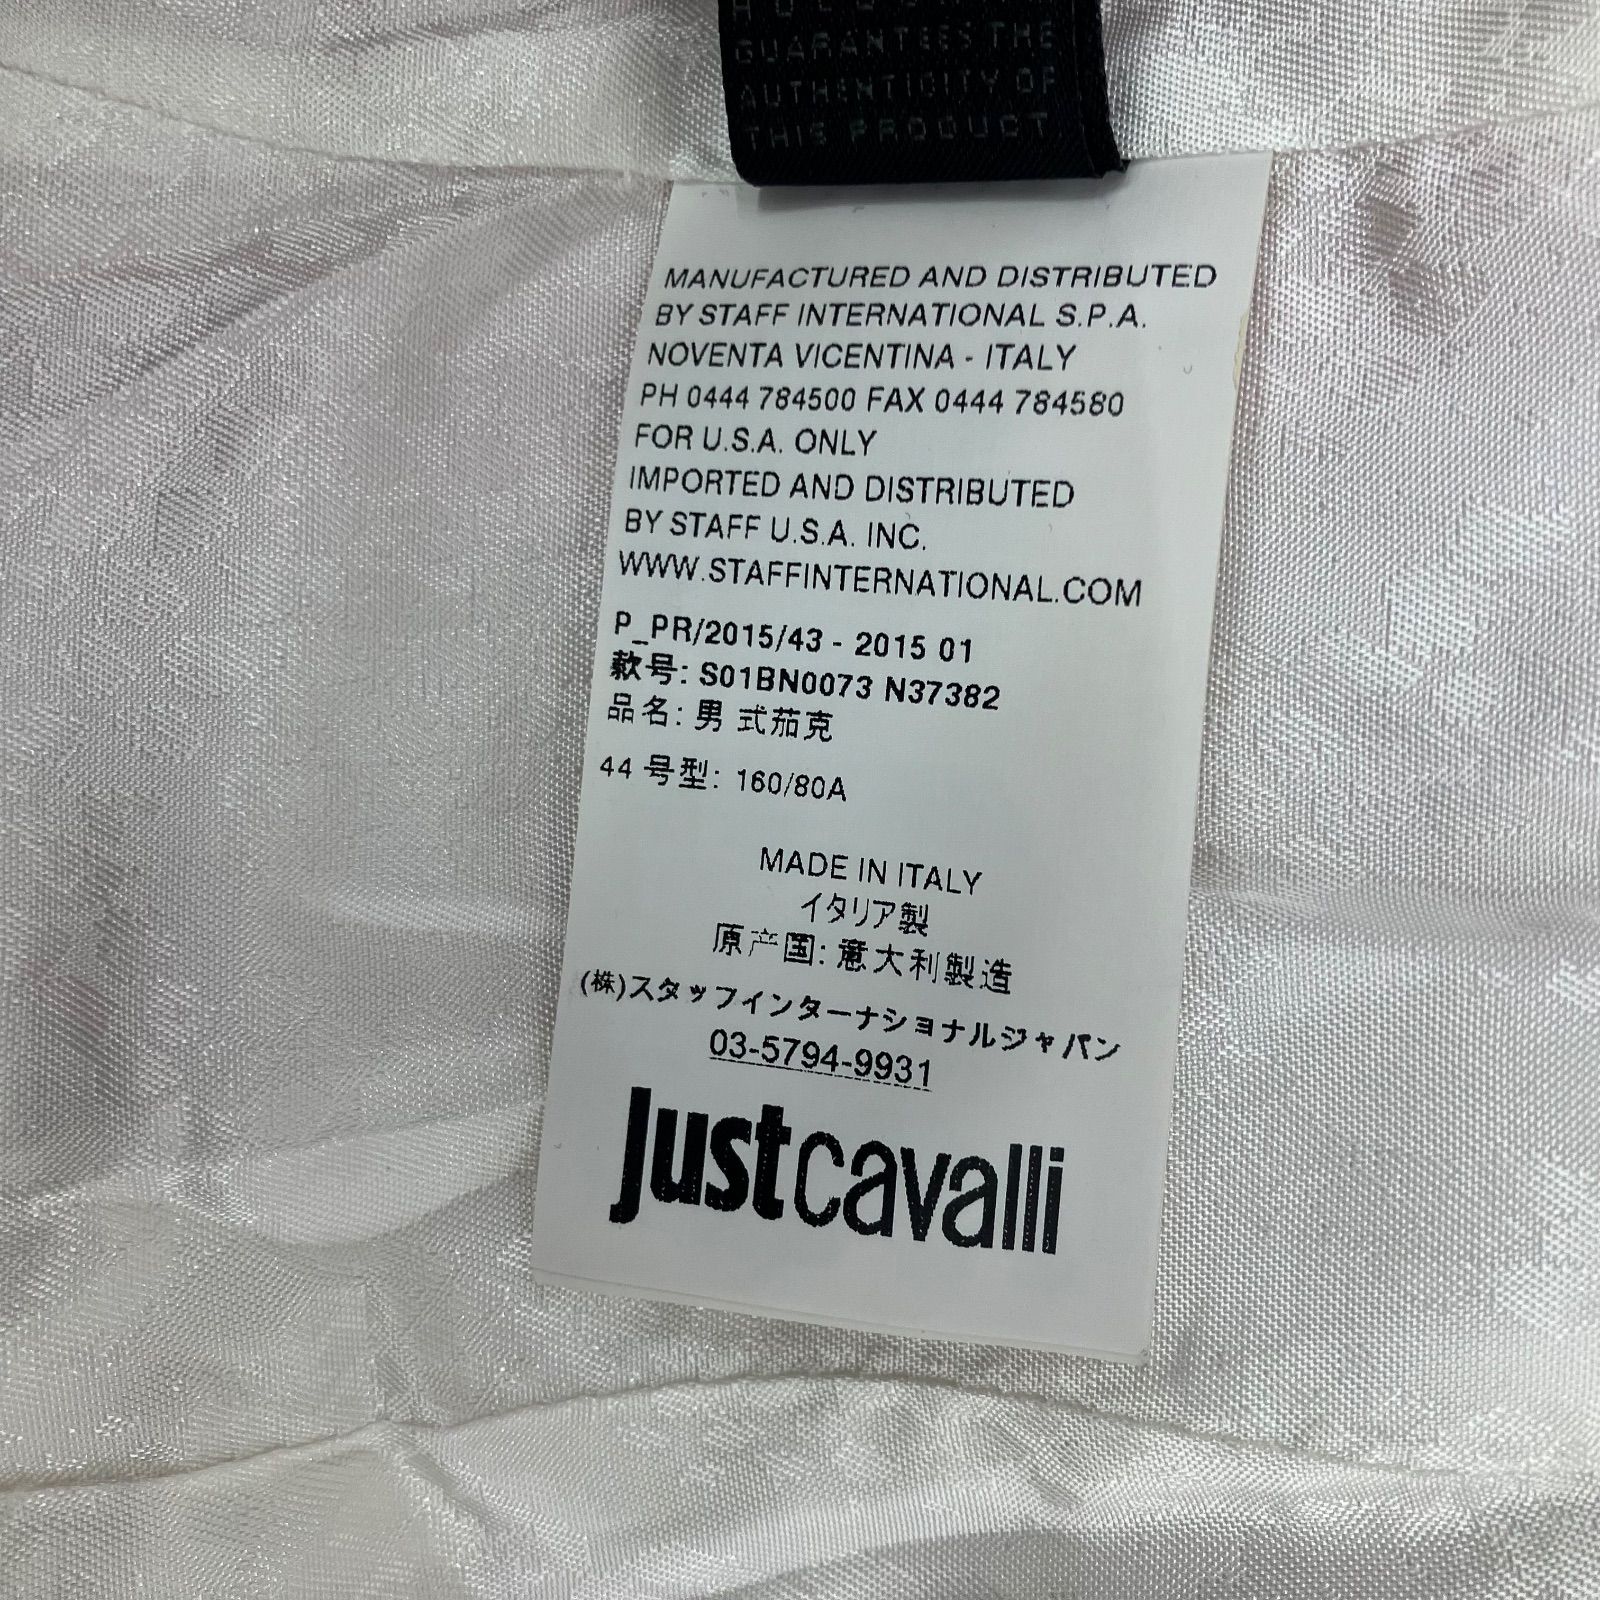 GUARANTEES THE
AUTHENTICITY OF
THIS PRODUCT
MANUFACTURED AND DISTRIBUTED
BY STAFF INTERNATIONAL S.P.A.
NOVENTA VICENTINA - ITALY
PH 0444 784500 FAX 0444 784580
FOR U.S.A. ONLY
IMPORTED AND DISTRIBUTED
BY STAFF U.S.A. INC.
WWW.STAFFINTERNATIONAL.COM
P_PR/2015/43 - 2015 01
款号: S01BN0073 N37382
品名: 男 式茄克
44 号型: 160/80A
MADE IN ITALY
イタリア製
原产国: 意大利製造
(株)スタッフインターナショナルジャパン
03-5794-9931
justcavalli